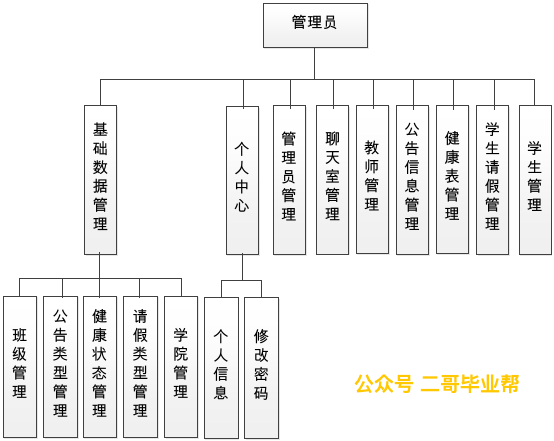 管理员
基础数据管理
个人中心
管理员管理
聊天室管理
教师管理
公告信息管理
健康表管理
学生请假管理
学生管理
班级管理
公告类型管理
健康状态管理
请假类型管理
学院管理
个人信息
修改密码
公众号 二哥毕业帮